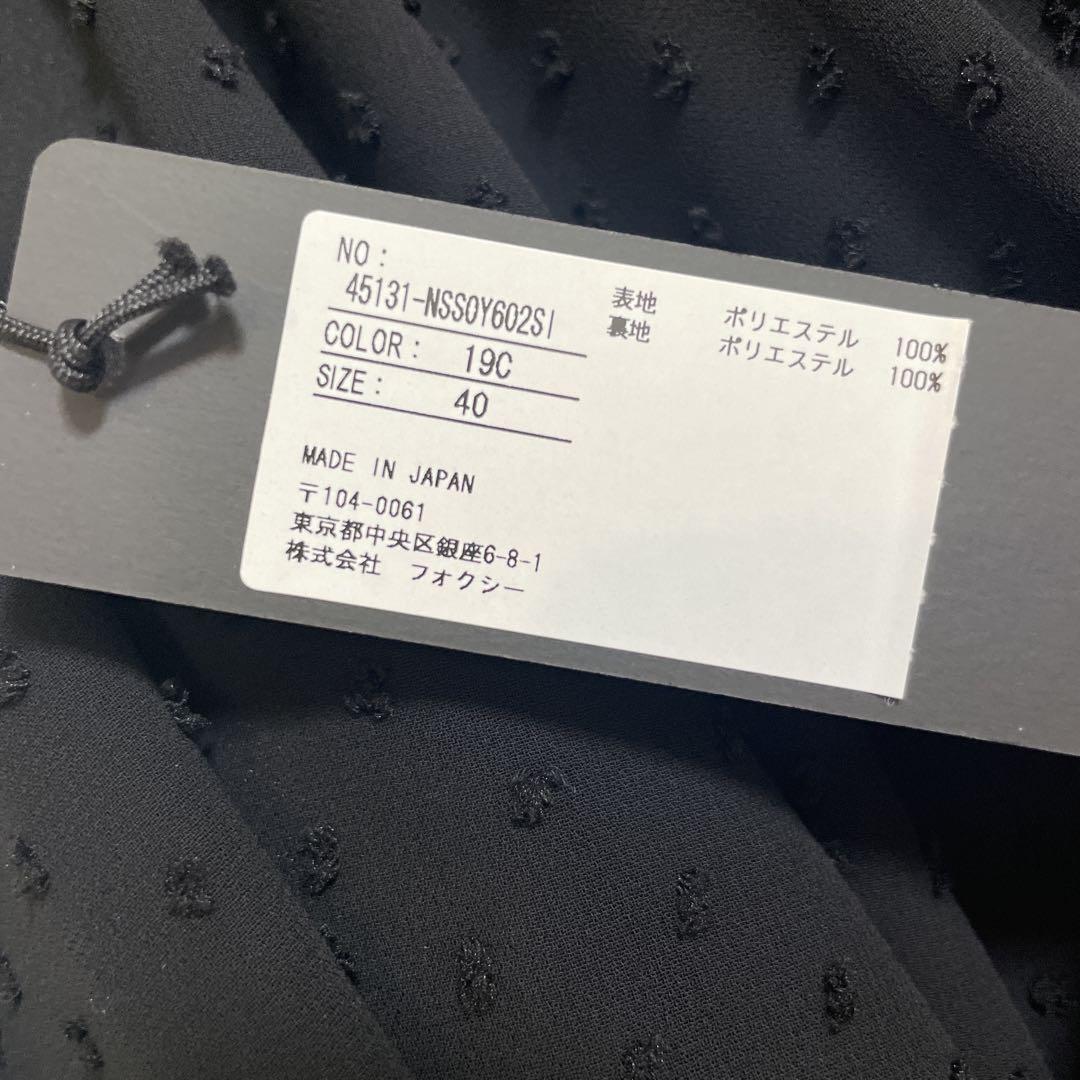 NO:
45131-NSS0Y602SI
COLOR: 19C
SIZE: 40
MADE IN JAPAN
〒104-0061
東京都中央区銀座6-8-1
株式会社 フォクシー
表地 ポリエステル 100%
裏地 ポリエステル 100%